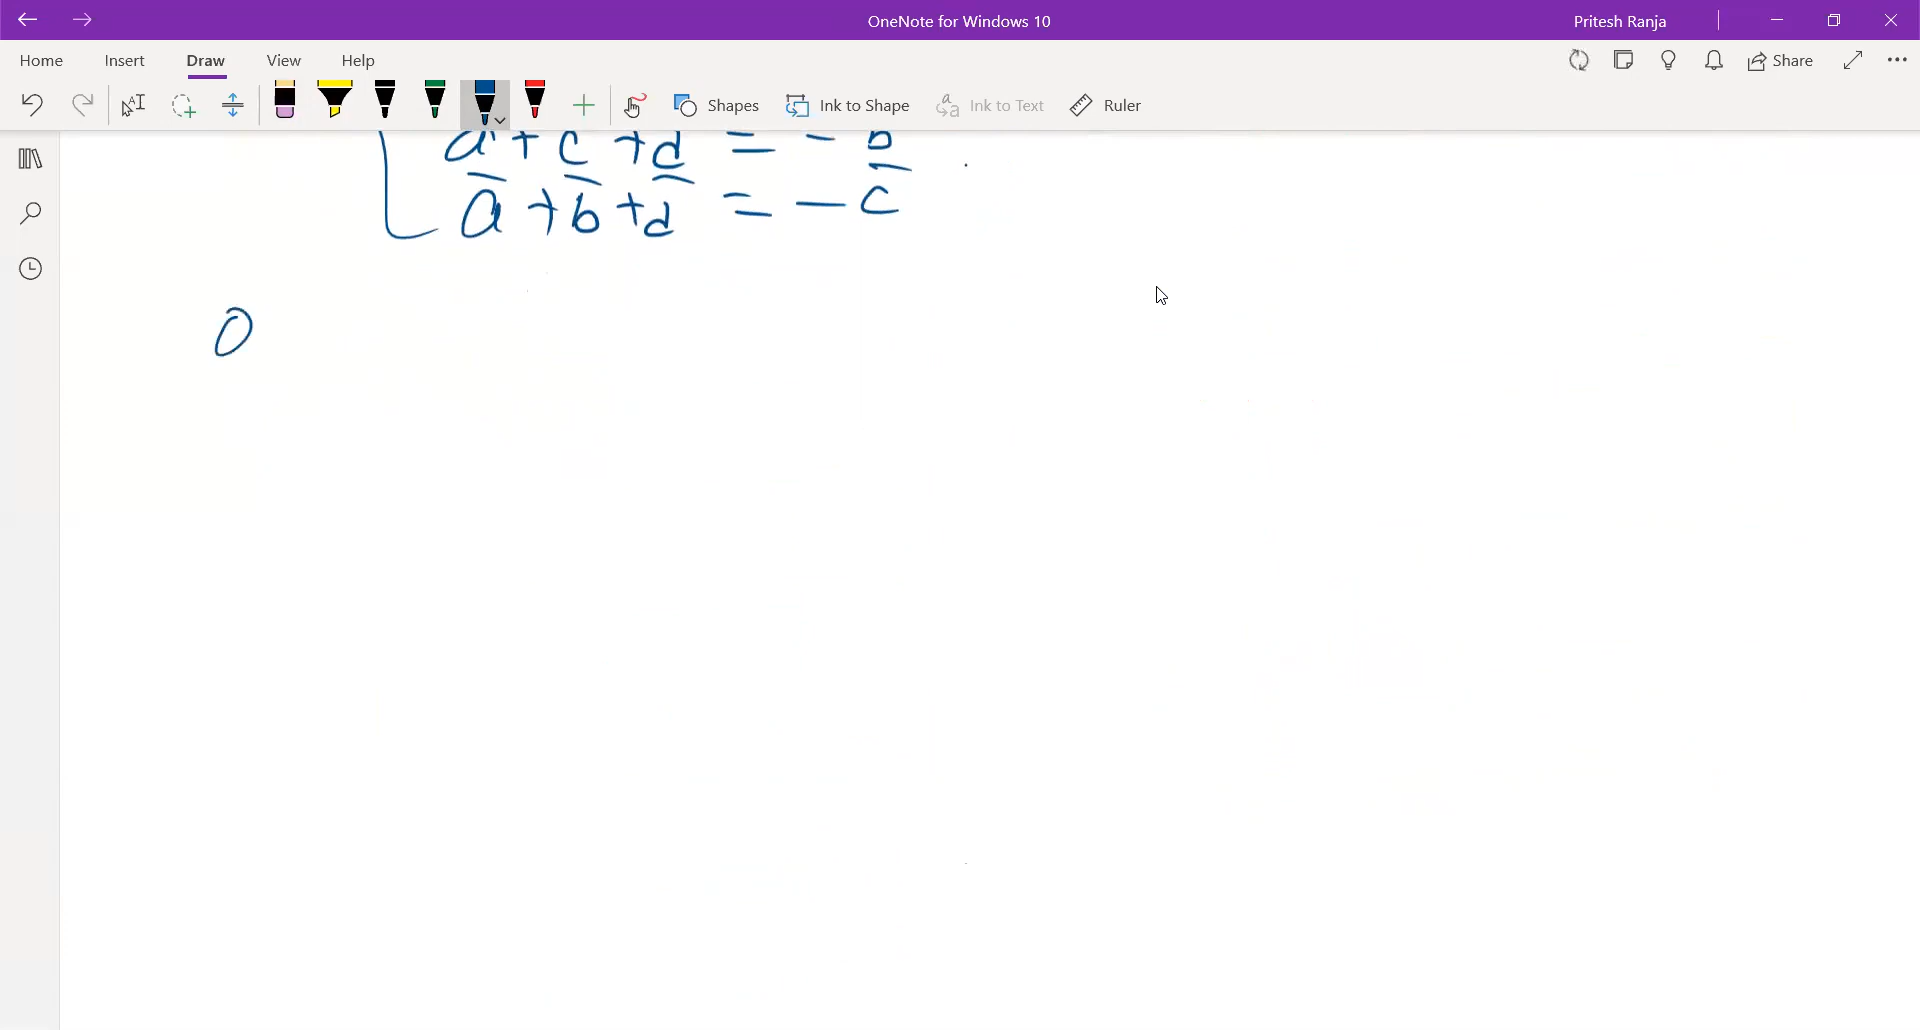 OneNote for Windows 10
Pritesh Ranja
Home Insert Draw View Help
Share
Shapes Ink to Shape Ink to Text Ruler
a + c + d = - b
a + b + d = - c
0